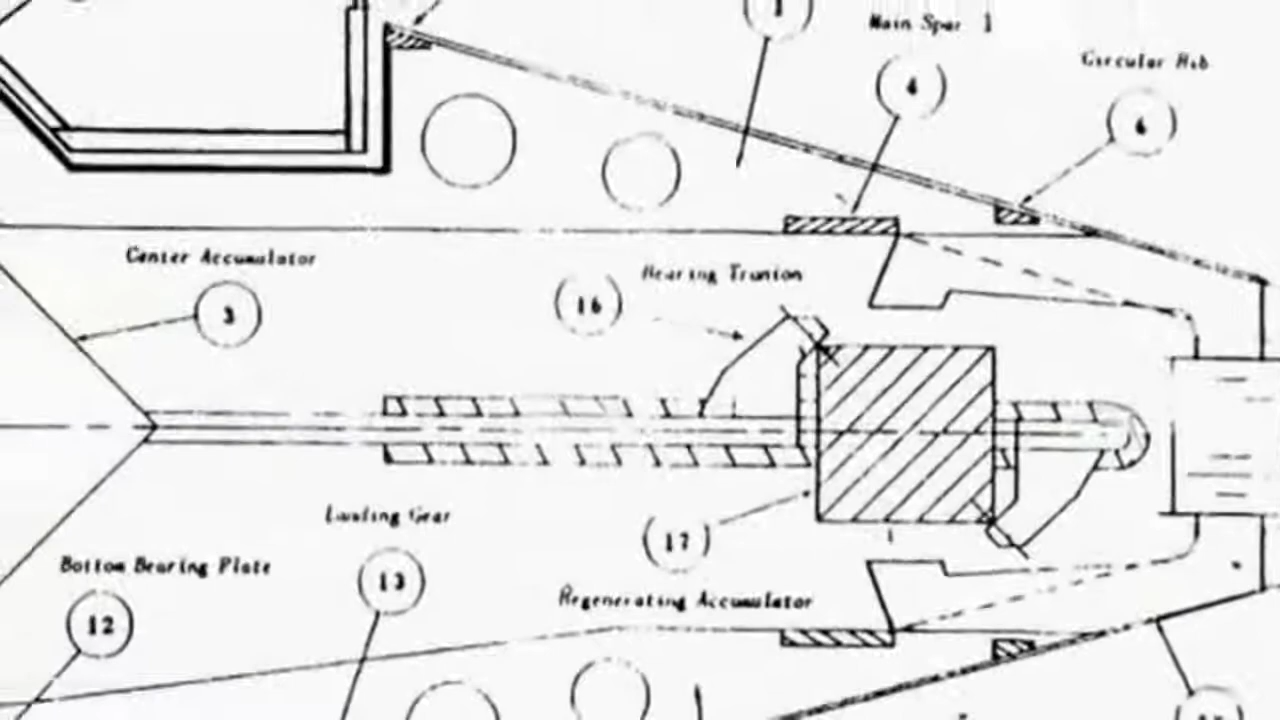 Main Spar 1
4
Circular Rib
6
Center Accumulator
3
Bearing Trunion
16
Landing Gear
17
Bottom Bearing Plate
13
Regenerating Accumulator
12